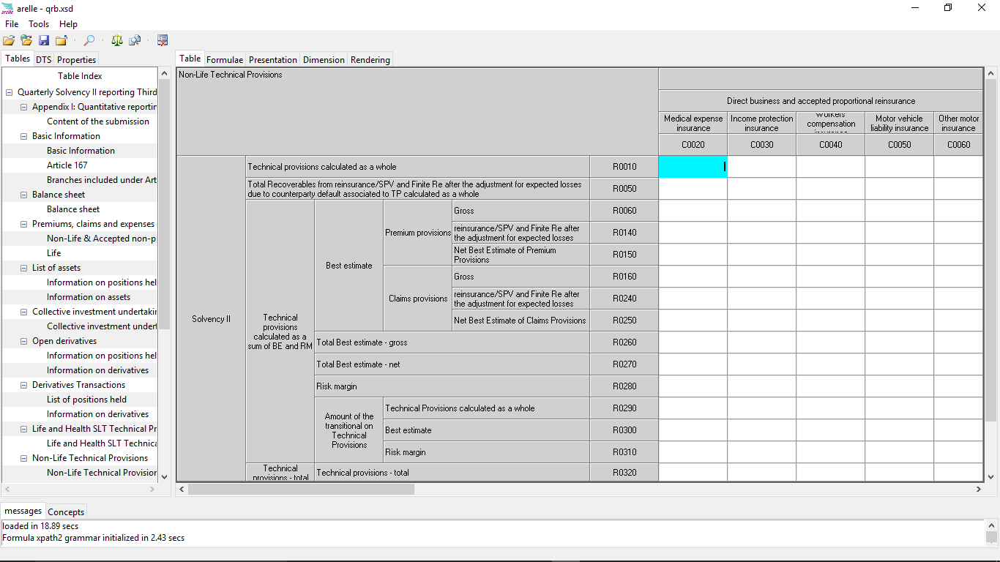 arelle - qrb.xsd
File Tools Help
Tables DTS Properties
Table Index
Quarterly Solvency II reporting Third
Appendix I: Quantitative reportin
Content of the submission
Basic Information
Basic Information
Article 167
Branches included under Art
Balance sheet
Balance sheet
Premiums, claims and expenses
Non-Life & Accepted non-p
Life
List of assets
Information on positions hel
Information on assets
Collective investment undertakin
Collective investment undert
Open derivatives
Information on positions hel
Information on derivatives
Derivatives Transactions
List of positions held
Information on derivatives
Life and Health SLT Technical Pr
Life and Health SLT Technica
Non-Life Technical Provisions
Non-Life Technical Provision
Table Formulae Presentation Dimension Rendering
Non-Life Technical Provisions
Direct business and accepted proportional reinsurance
Medical expense
insurance
Income protection
insurance
Workers
compensation
insurance
Motor vehicle
liability insurance
Other motor
insurance
C0020 C0030 C0040 C0050 C0060
Solvency II
Technical provisions calculated as a whole R0010
Total Recoverables from reinsurance/SPV and Finite Re after the adjustment for expected losses
due to counterparty default associated to TP calculated as a whole R0050
Technical
provisions
calculated as a
sum of BE and RM
Best estimate
Premium provisions
Gross R0060
reinsurance/SPV and Finite Re after
the adjustment for expected losses R0140
Net Best Estimate of Premium
Provisions R0150
Claims provisions
Gross R0160
reinsurance/SPV and Finite Re after
the adjustment for expected losses R0240
Net Best Estimate of Claims Provisions R0250
Total Best estimate - gross R0260
Total Best estimate - net R0270
Risk margin R0280
Amount of the
transitional on
Technical
Provisions
Technical Provisions calculated as a whole R0290
Best estimate R0300
Risk margin R0310
Technical
provisions - total
Technical provisions - total R0320
messages Concepts
loaded in 18.89 secs
Formula xpath2 grammar initialized in 2.43 secs